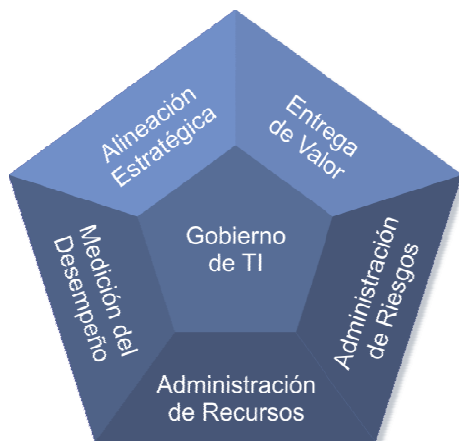 Alineación
Estratégica
Entrega
de Valor
Gobierno
de TI
Medición del
Desempeño
Administración
de Riesgos
Administración
de Recursos